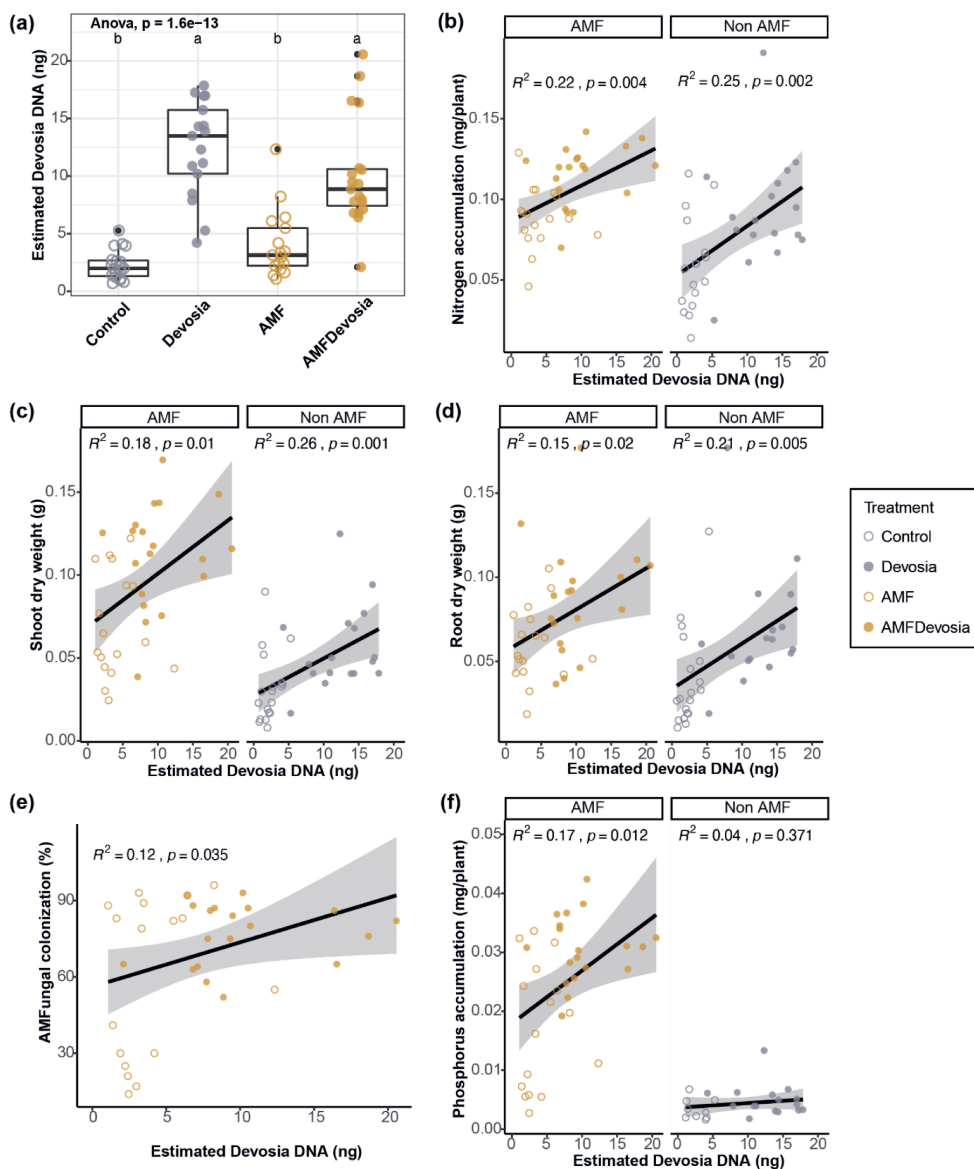 (a)
Anova, p = 1.6e−13
b a b a
Estimated Devosia DNA (ng)
20
15
10
5
0
Control
Devosia
AMF
AMFDevosia
(b)
AMF Non AMF
R² = 0.22 , p = 0.004 R² = 0.25 , p = 0.002
Nitrogen accumulation (mg/plant)
0.15
0.10
0.05
0 5 10 15 20 0 5 10 15 20
Estimated Devosia DNA (ng)
(c)
AMF Non AMF
R² = 0.18 , p = 0.01 R² = 0.26 , p = 0.001
Shoot dry weight (g)
0.15
0.10
0.05
0.00
0 5 10 15 20 0 5 10 15 20
Estimated Devosia DNA (ng)
(d)
AMF Non AMF
R² = 0.15 , p = 0.02 R² = 0.21 , p = 0.005
Root dry weight (g)
0.15
0.10
0.05
0 5 10 15 20 0 5 10 15 20
Estimated Devosia DNA (ng)
Treatment
Control
Devosia
AMF
AMFDevosia
(e)
R² = 0.12 , p = 0.035
AMFungal colonization (%)
90
60
30
0 5 10 15 20
Estimated Devosia DNA (ng)
(f)
AMF Non AMF
R² = 0.17 , p = 0.012 R² = 0.04 , p = 0.371
Phosphorus accumulation (mg/plant)
0.05
0.04
0.03
0.02
0.01
0.00
0 5 10 15 20 0 5 10 15 20
Estimated Devosia DNA (ng)